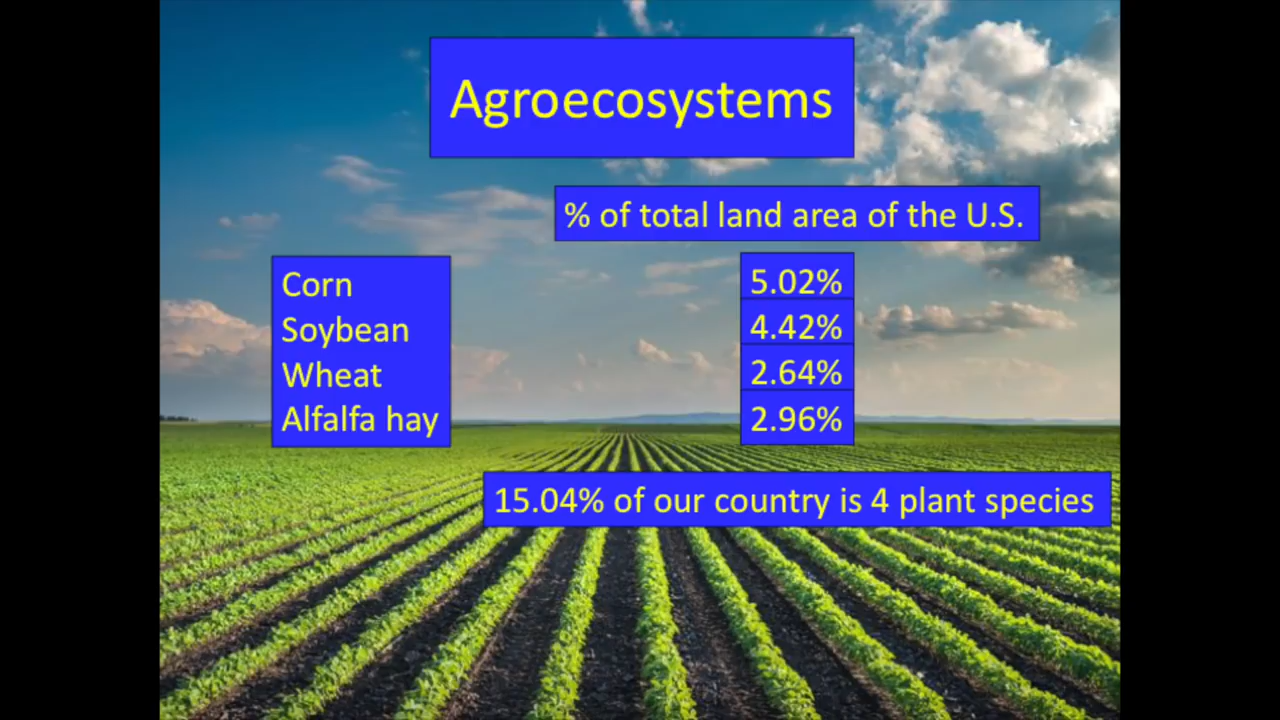 Agroecosystems
% of total land area of the U.S.
Corn 5.02%
Soybean 4.42%
Wheat 2.64%
Alfalfa hay 2.96%
15.04% of our country is 4 plant species